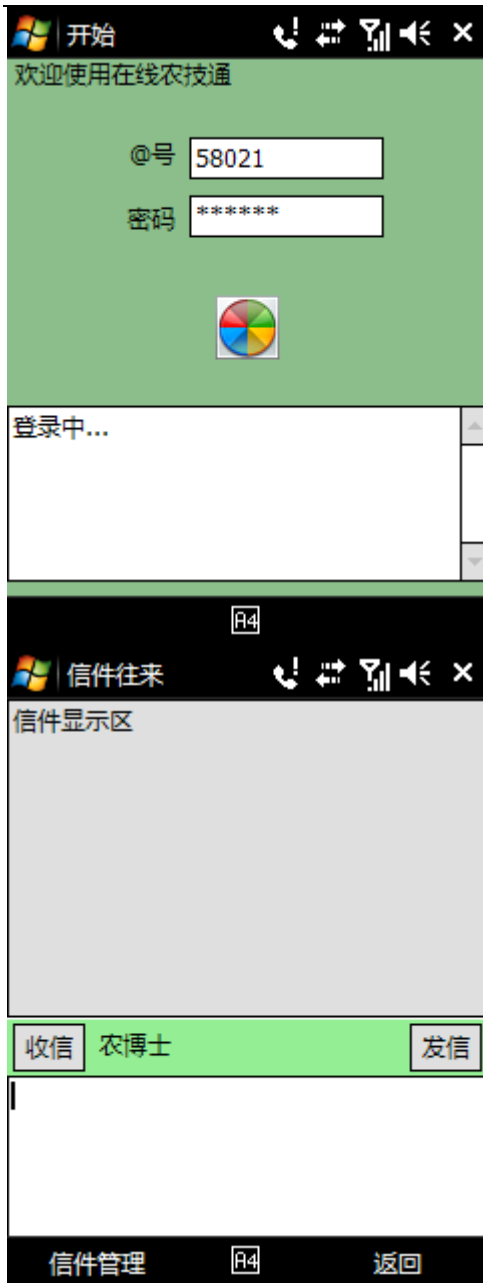 开始
欢迎使用在线农技通
@号 58021
密码 ******
登录中...
A4
信件往来
信件显示区
收信 农博士 发信
信件管理 A4 返回